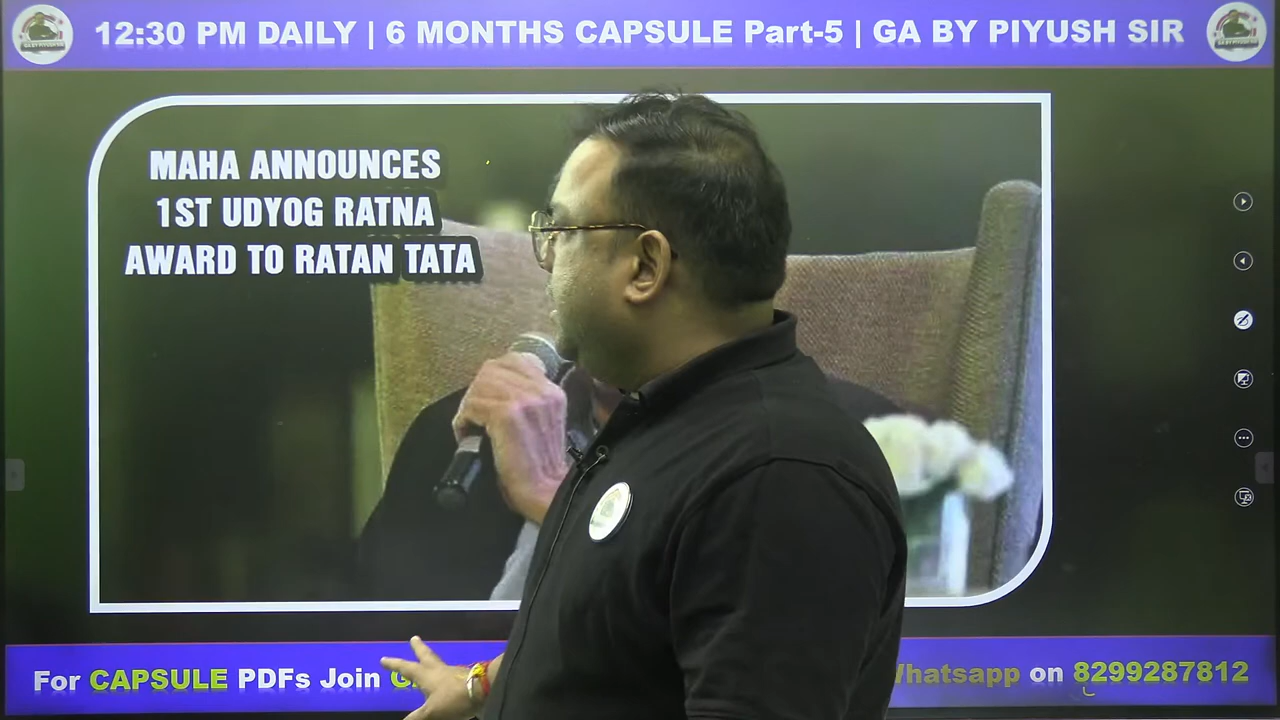 12:30 PM DAILY | 6 MONTHS CAPSULE Part-5 | GA BY PIYUSH SIR
MAHA ANNOUNCES
1ST UDYOG RATNA
AWARD TO RATAN TATA
For CAPSULE PDFs Join on 8299287812